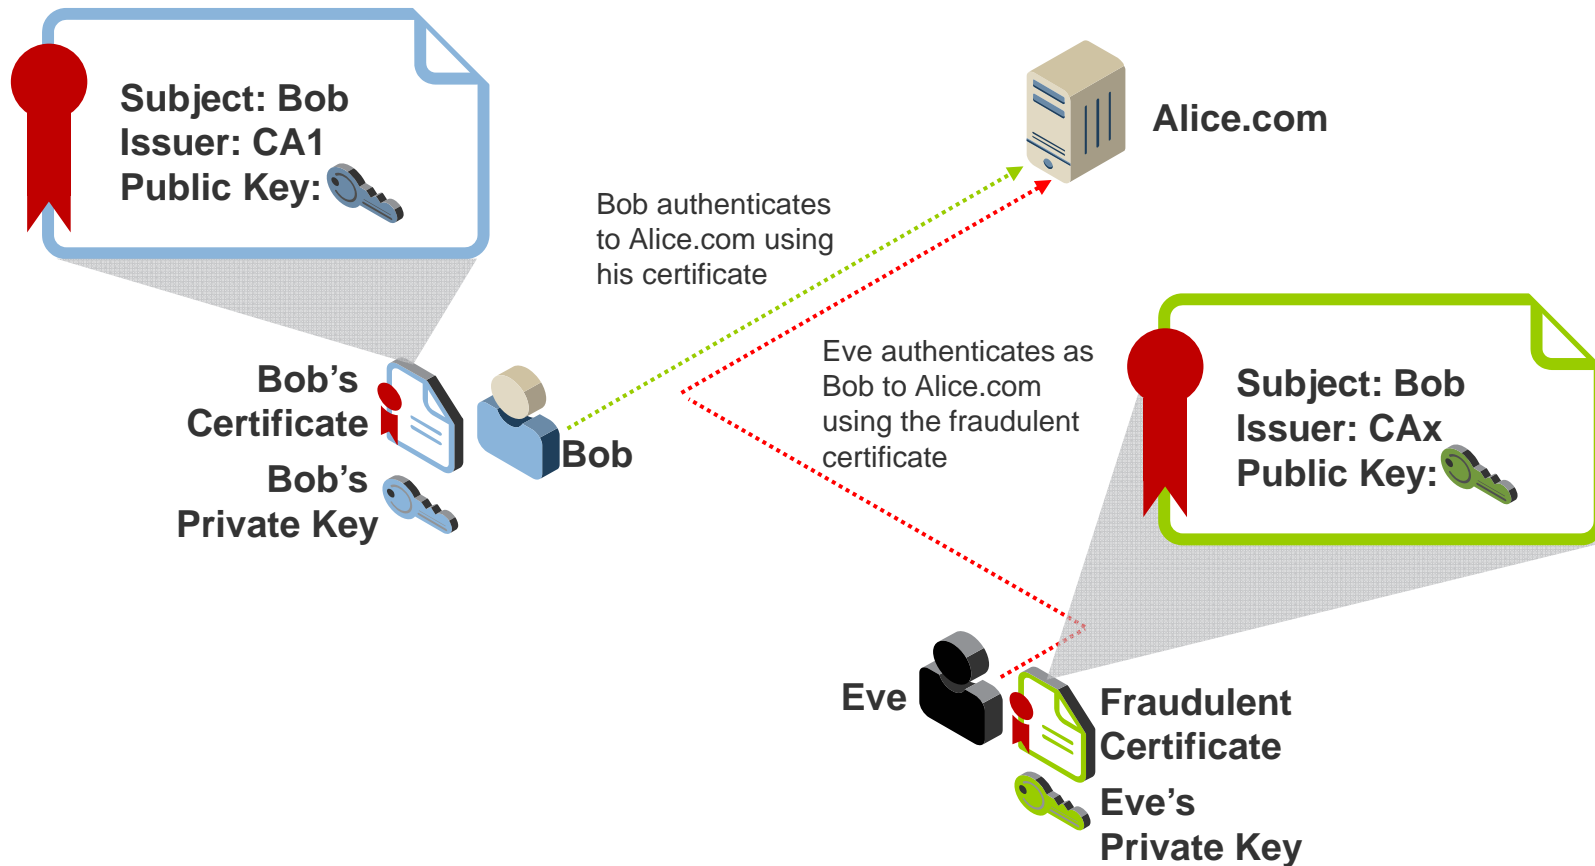 Subject: Bob
Issuer: CA1
Public Key:
Alice.com
Bob authenticates
to Alice.com using
his certificate
Bob’s
Certificate
Bob
Bob’s
Private Key
Eve authenticates as
Bob to Alice.com
using the fraudulent
certificate
Subject: Bob
Issuer: CAx
Public Key:
Eve
Fraudulent
Certificate
Eve’s
Private Key